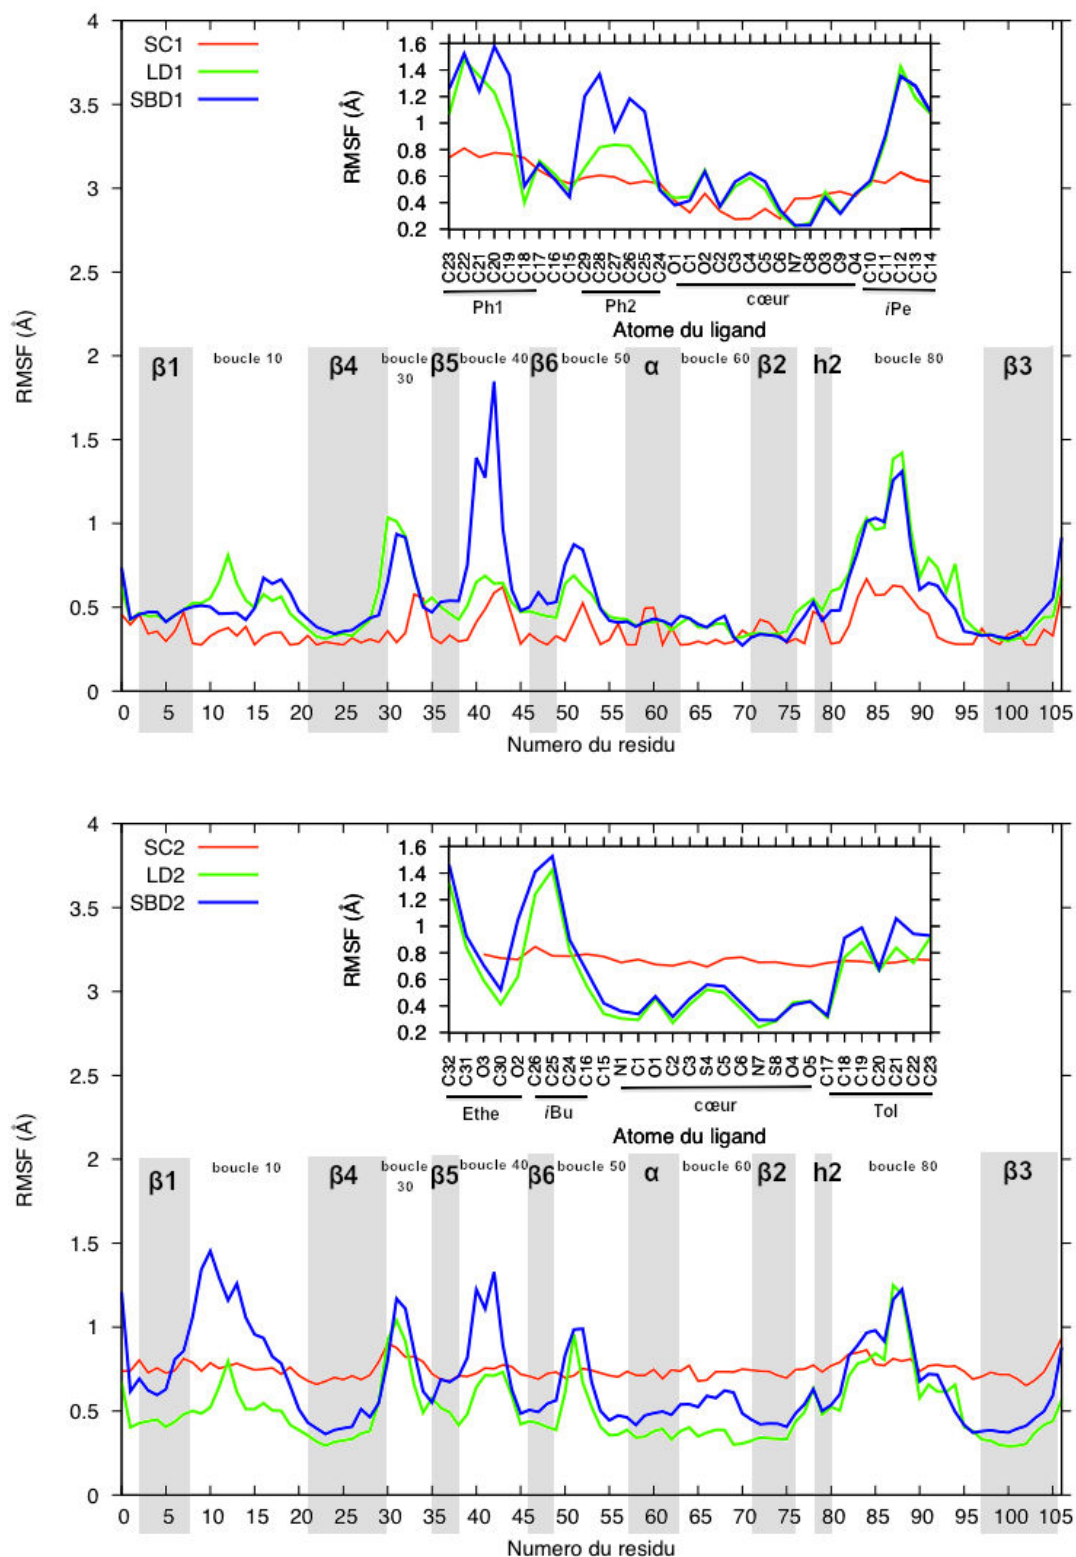 4
3.5
3
2.5
2
1.5
1
0.5
0
RMSF (Å)
SC1
LD1
SBD1
1.6
1.4
1.2
1
0.8
0.6
0.4
0.2
RMSF (Å)
C23 C22 C21 C20 C19 C18 C17 C16 C15 C29 C28 C27 C26 C25 C24 O1 C1 O2 C2 C3 C4 C5 C6 N7 C8 O3 C9 O4 C10 C11 C12 C13 C14
Ph1 Ph2 cœur iPe
Atome du ligand
β1 boucle 10 β4 boucle 30 β5 boucle 40 β6 boucle 50 α boucle 60 β2 h2 boucle 80 β3
0 5 10 15 20 25 30 35 40 45 50 55 60 65 70 75 80 85 90 95 100 105
Numero du residu
4
3.5
3
2.5
2
1.5
1
0.5
0
RMSF (Å)
SC2
LD2
SBD2
1.6
1.4
1.2
1
0.8
0.6
0.4
0.2
RMSF (Å)
C32 C31 O3 C30 O2 C26 C25 C24 C16 C15 N1 C1 O1 C2 C3 S4 C5 C6 N7 S8 O4 O5 C17 C18 C19 C20 C21 C22 C23
Ethe iBu cœur Tol
Atome du ligand
β1 boucle 10 β4 boucle 30 β5 boucle 40 β6 boucle 50 α boucle 60 β2 h2 boucle 80 β3
0 5 10 15 20 25 30 35 40 45 50 55 60 65 70 75 80 85 90 95 100 105
Numero du residu